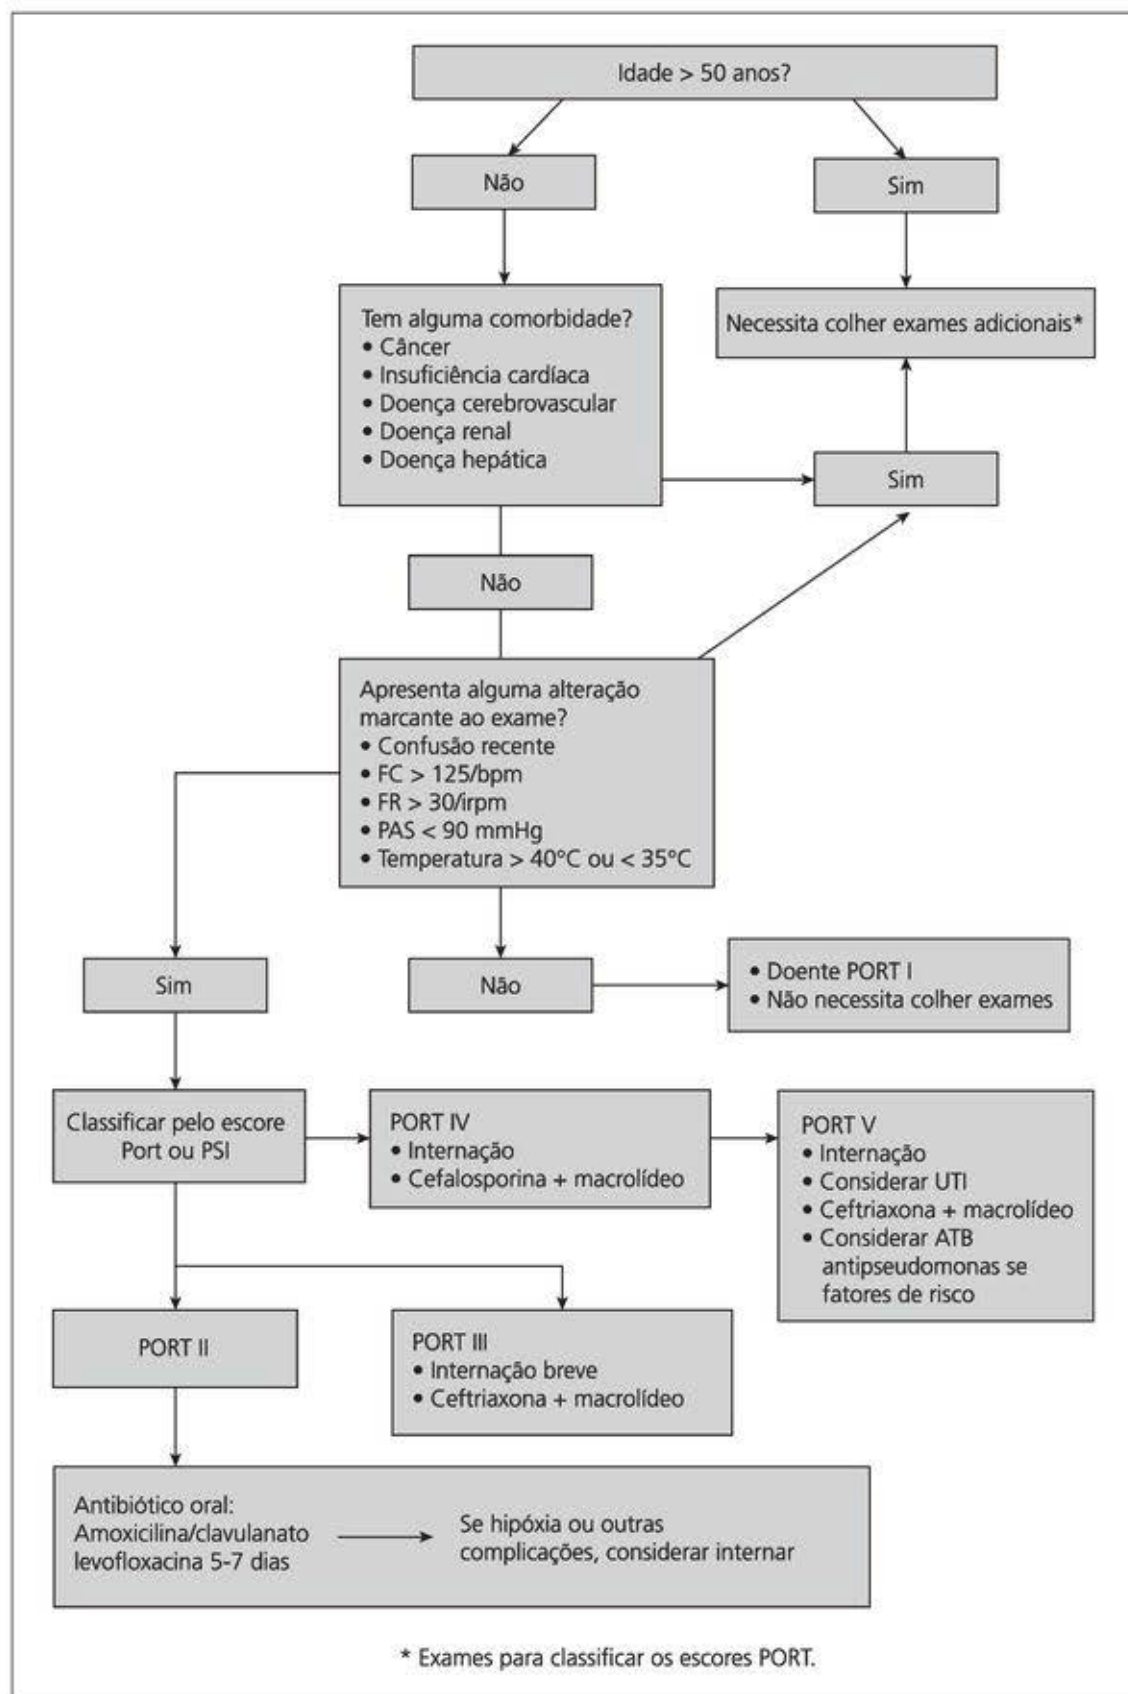 Idade > 50 anos?
Não
Sim
Tem alguma comorbidade?
• Câncer
• Insuficiência cardíaca
• Doença cerebrovascular
• Doença renal
• Doença hepática
Necessita colher exames adicionais*
Sim
Não
Apresenta alguma alteração
marcante ao exame?
• Confusão recente
• FC > 125/bpm
• FR > 30/irpm
• PAS < 90 mmHg
• Temperatura > 40°C ou < 35°C
Sim
Não
• Doente PORT I
• Não necessita colher exames
Classificar pelo escore
Port ou PSI
PORT IV
• Internação
• Cefalosporina + macrolídeo
PORT V
• Internação
• Considerar UTI
• Ceftriaxona + macrolídeo
• Considerar ATB
antipseudomonas se
fatores de risco
PORT II
PORT III
• Internação breve
• Ceftriaxona + macrolídeo
Antibiótico oral:
Amoxicilina/clavulanato
levofloxacina 5-7 dias
Se hipóxia ou outras
complicações, considerar internar
* Exames para classificar os escores PORT.